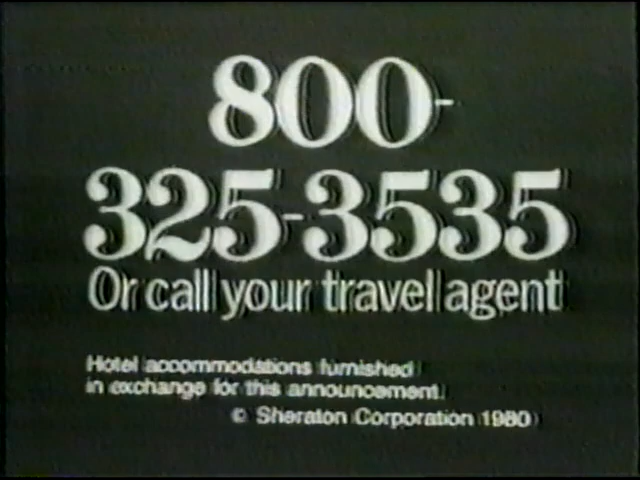 800-
325-3535
Or call your travel agent
Hotel accommodations furnished
in exchange for this announcement.
© Sheraton Corporation 1980